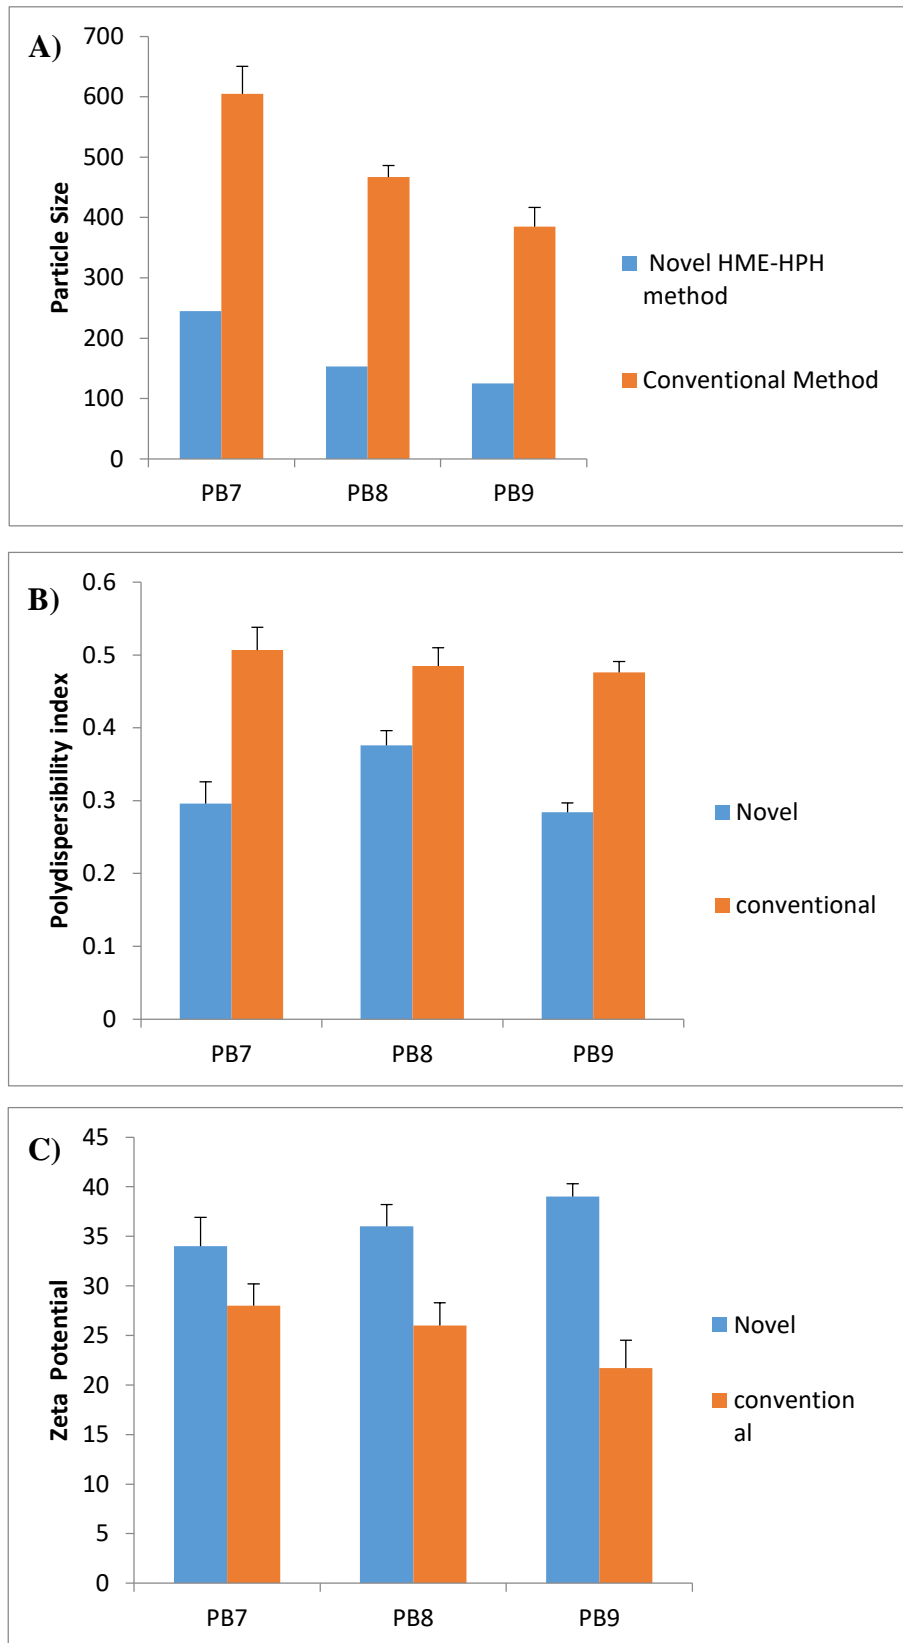 A)
700
600
500
400
300
200
100
0
Particle Size
PB7 PB8 PB9
Novel HME-HPH
method
Conventional Method
B)
0.6
0.5
0.4
0.3
0.2
0.1
0
Polydispersibility index
PB7 PB8 PB9
Novel
conventional
C)
45
40
35
30
25
20
15
10
5
0
Zeta Potential
PB7 PB8 PB9
Novel
convention
al